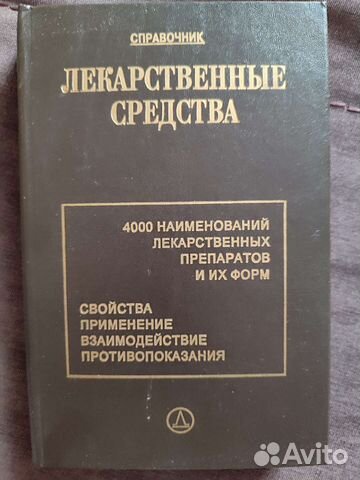 СПРАВОЧНИК
ЛЕКАРСТВЕННЫЕ
СРЕДСТВА
4000 НАИМЕНОВАНИЙ
ЛЕКАРСТВЕННЫХ
ПРЕПАРАТОВ
И ИХ ФОРМ
СВОЙСТВА
ПРИМЕНЕНИЕ
ВЗАИМОДЕЙСТВИЕ
ПРОТИВОПОКАЗАНИЯ
Д
Avito